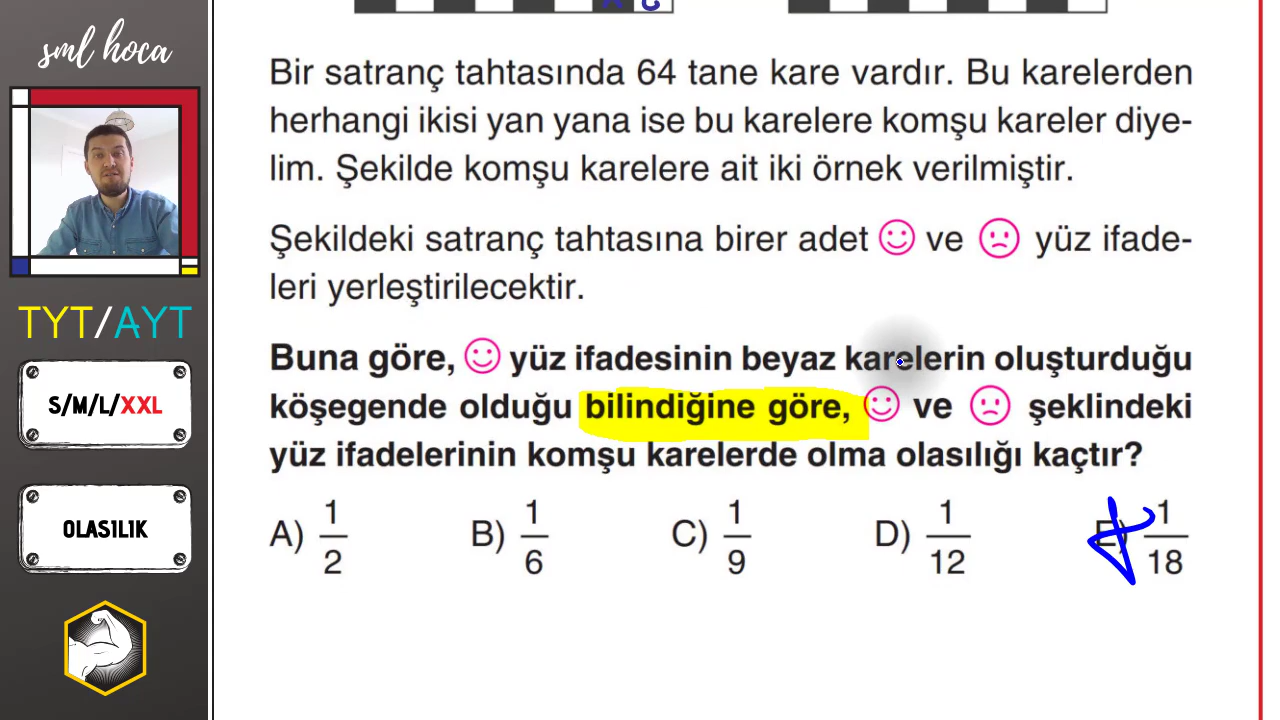 sml hoca
Bir satranç tahtasında 64 tane kare vardır. Bu karelerden
herhangi ikisi yan yana ise bu karelere komşu kareler diye-
lim. Şekilde komşu karelere ait iki örnek verilmiştir.
Şekildeki satranç tahtasına birer adet ☺ ve ☹ yüz ifade-
leri yerleştirilecektir.
Buna göre, ☺ yüz ifadesinin beyaz karelerin oluşturduğu
köşegende olduğu bilindiğine göre, ☺ ve ☹ şeklindeki
yüz ifadelerinin komşu karelerde olma olasılığı kaçtır?
A) 1/2 B) 1/6 C) 1/9 D) 1/12 E) 1/18
TYT/AYT
S/M/L/XXL
OLASILIK